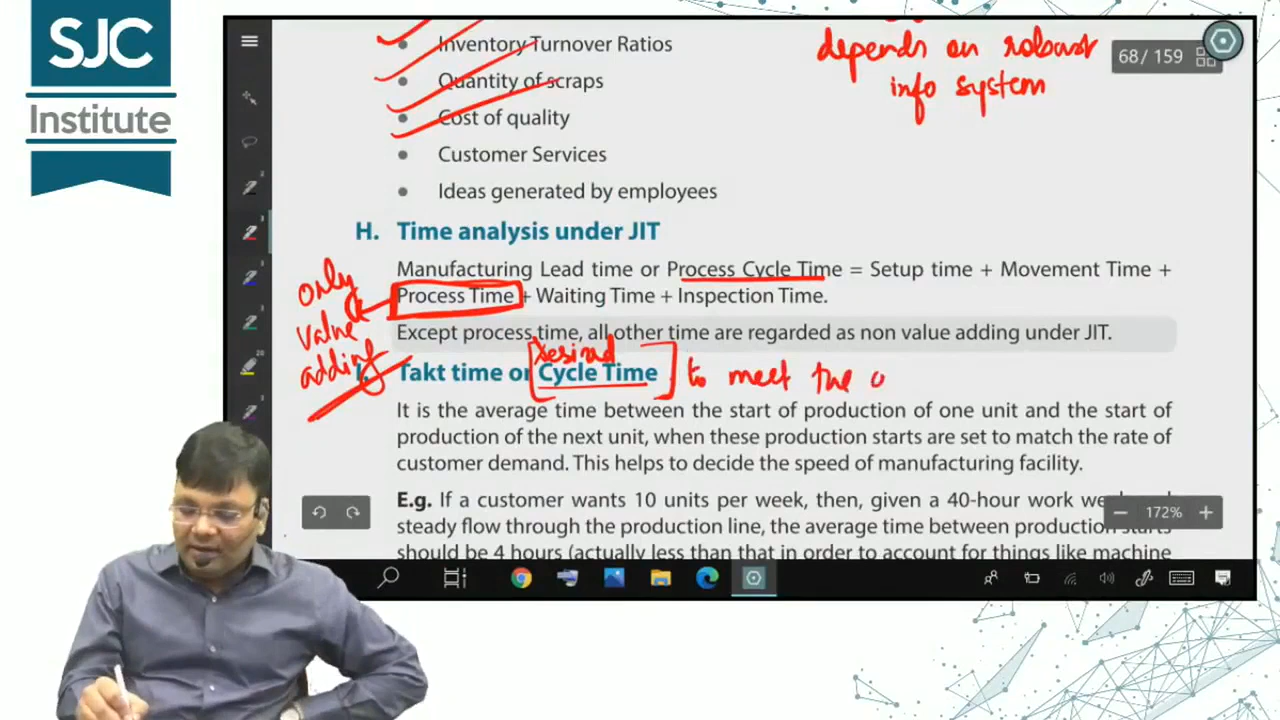 SJC
Institute
Inventory Turnover Ratios
Quantity of scraps
Cost of quality
Customer Services
Ideas generated by employees
depends on robust
info system
68 / 159
H. Time analysis under JIT
Manufacturing Lead time or Process Cycle Time = Setup time + Movement Time +
Process Time + Waiting Time + Inspection Time.
Except process time, all other time are regarded as non value adding under JIT.
only
value
adding
desired
I. Takt time or Cycle Time to meet the
It is the average time between the start of production of one unit and the start of
production of the next unit, when these production starts are set to match the rate of
customer demand. This helps to decide the speed of manufacturing facility.
E.g. If a customer wants 10 units per week, then, given a 40-hour work
steady flow through the production line, the average time between production starts
should be 4 hours (actually less than that in order to account for things like machine
172%